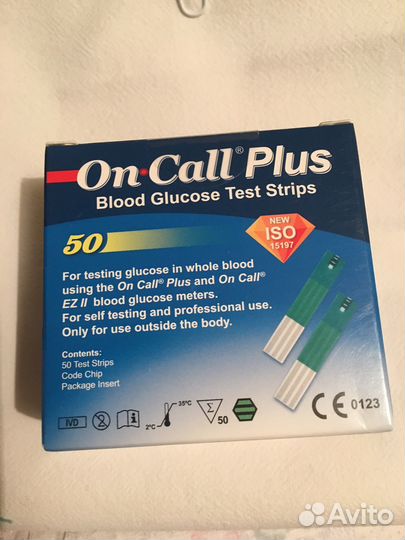 On·Call® Plus
Blood Glucose Test Strips
50
NEW
ISO
15197
For testing glucose in whole blood
using the On Call® Plus and On Call®
EZ II blood glucose meters.
For self testing and professional use.
Only for use outside the body.
Contents:
50 Test Strips
Code Chip
Package Insert
IVD
2
i
2°C
35°C
Σ
50
CE 0123
Avito